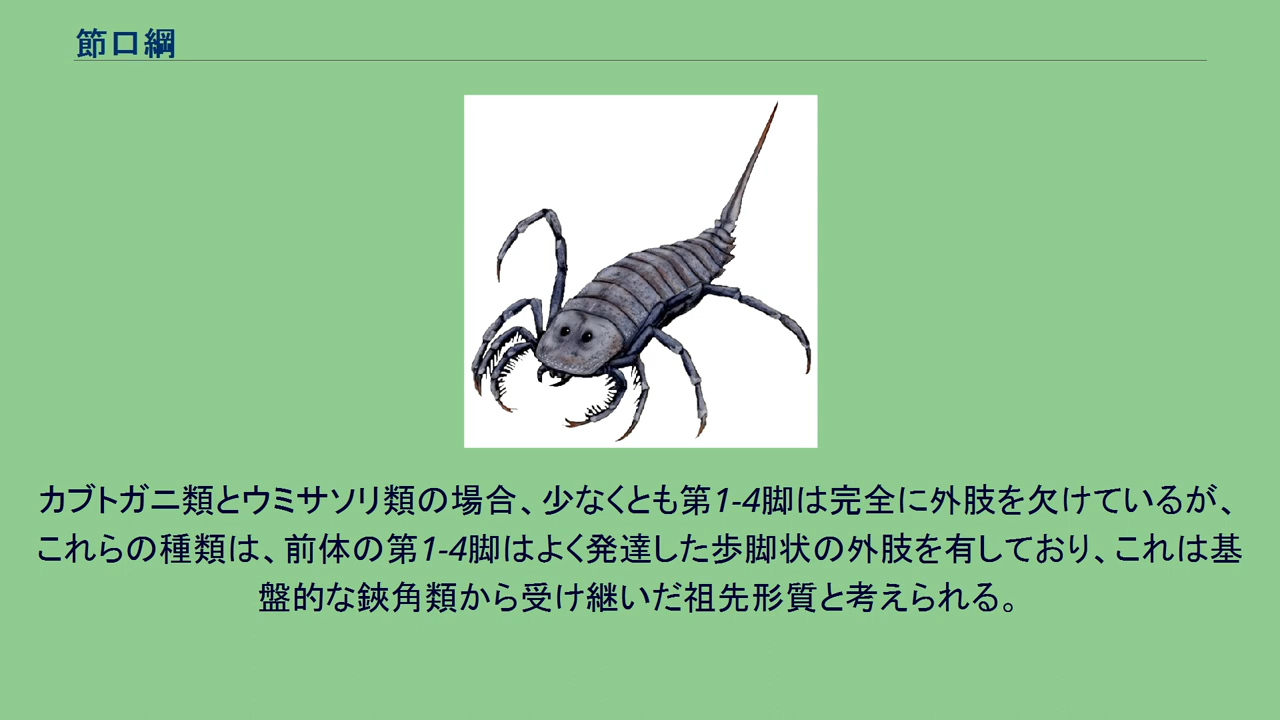 節口綱
カブトガニ類とウミサソリ類の場合、少なくとも第1-4脚は完全に外肢を欠けているが、
これらの種類は、前体の第1-4脚はよく発達した歩脚状の外肢を有しており、これは基
盤的な鋏角類から受け継いだ祖先形質と考えられる。